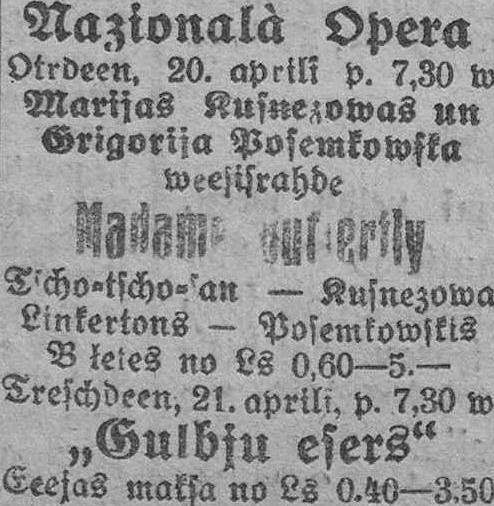 Nazionalà Opera
Otrdeen, 20. aprilī p. 7,30 w
Marijas Kuſnezowas un
Grigorija Poſemkowſka
weeſiſrahde
Madame Butterfly
Tſcho-tſcho-ſan — Kuſnezowa
Linkertons — Poſemkowſkis
B ļetes no Ls 0,60—5.—
Treſchdeen, 21. aprilī, p. 7,30 w
„Gulbju eſers“
Eeejas makſa no Ls 0.40—3.50